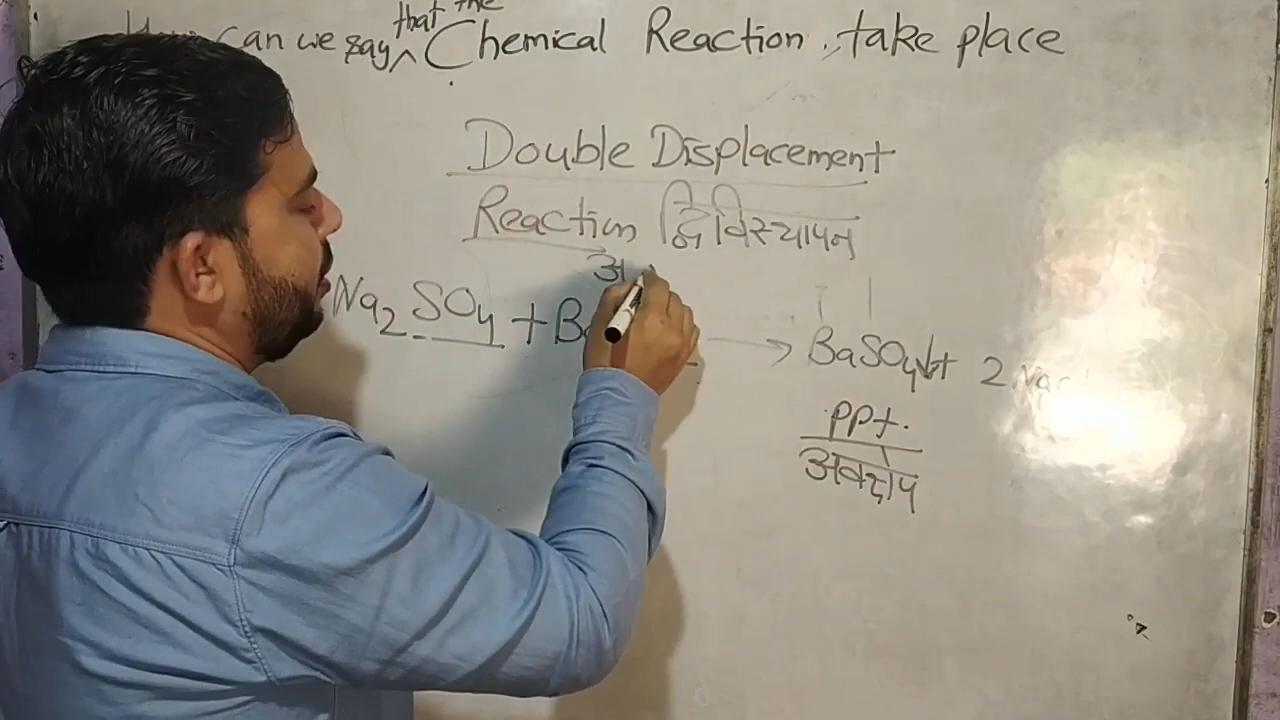 can we say that the Chemical Reaction take place
Double Displacement
Reaction द्विविस्थापन
अ
Na2SO4 + Ba → BaSO4↓ + 2 NaCl
PPt.
अवक्षेप